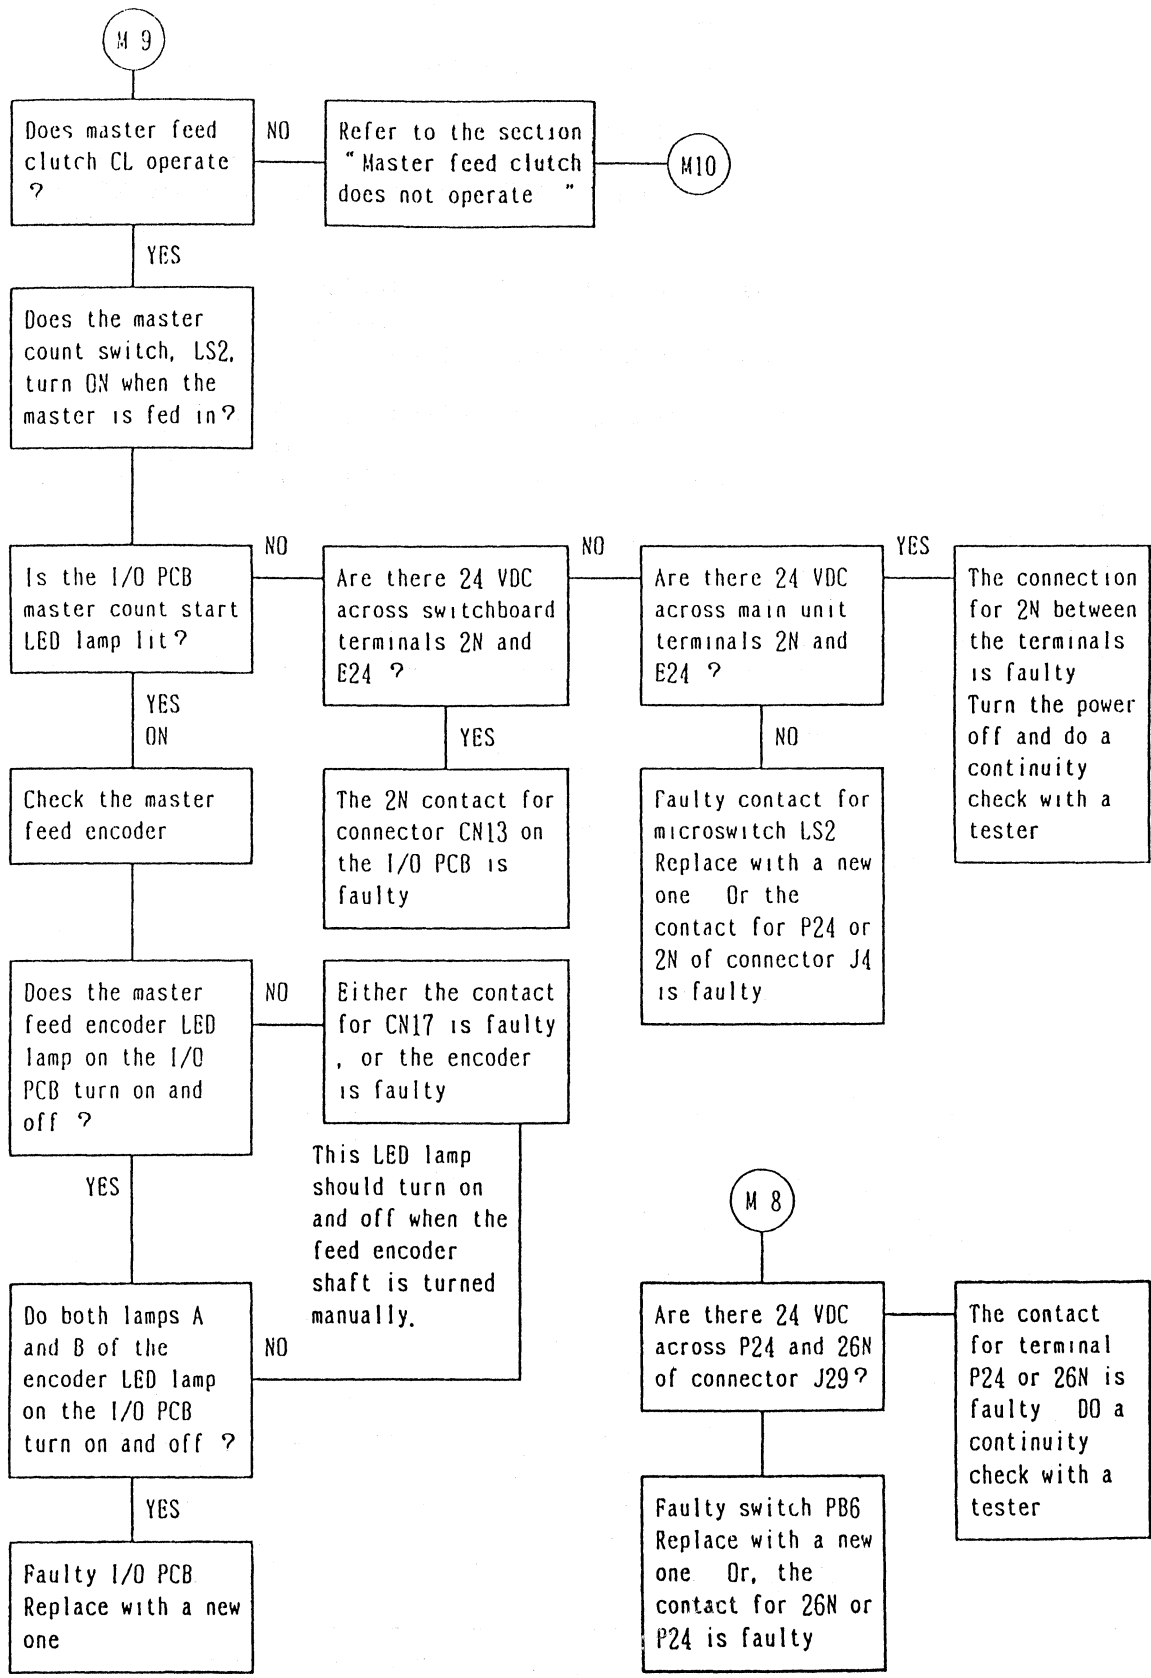 M 9
Does master feed
clutch CL operate
?
NO
Refer to the section
" Master feed clutch
does not operate "
M10
YES
Does the master
count switch, LS2,
turn ON when the
master is fed in?
Is the I/O PCB
master count start
LED lamp lit?
NO
Are there 24 VDC
across switchboard
terminals 2N and
E24 ?
NO
Are there 24 VDC
across main unit
terminals 2N and
E24 ?
YES
The connection
for 2N between
the terminals
is faulty
Turn the power
off and do a
continuity
check with a
tester
YES
ON
YES
NO
Check the master
feed encoder
The 2N contact for
connector CN13 on
the I/O PCB is
faulty
Faulty contact for
microswitch LS2
Replace with a new
one Or the
contact for P24 or
2N of connector J4
is faulty
Does the master
feed encoder LED
lamp on the I/O
PCB turn on and
off ?
NO
Either the contact
for CN17 is faulty
, or the encoder
is faulty
This LED lamp
should turn on
and off when the
feed encoder
shaft is turned
manually.
YES
Do both lamps A
and B of the
encoder LED lamp
on the I/O PCB
turn on and off ?
NO
YES
Faulty I/O PCB
Replace with a new
one
M 8
Are there 24 VDC
across P24 and 26N
of connector J29?
The contact
for terminal
P24 or 26N is
faulty DO a
continuity
check with a
tester
Faulty switch PB6
Replace with a new
one Or, the
contact for 26N or
P24 is faulty